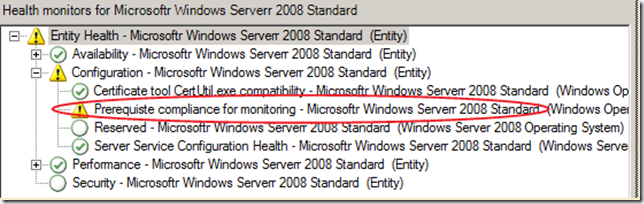 Health monitors for Microsoftr Windows Serverr 2008 Standard
Entity Health - Microsoftr Windows Serverr 2008 Standard (Entity)
Availability - Microsoftr Windows Serverr 2008 Standard (Entity)
Configuration - Microsoftr Windows Serverr 2008 Standard (Entity)
Certificate tool CertUtil.exe compatibility - Microsoftr Windows Serverr 2008 Standard (Windows Op
Prerequiste compliance for monitoring - Microsoftr Windows Serverr 2008 Standard (Windows Oper
Reserved - Microsoftr Windows Serverr 2008 Standard (Windows Server 2008 Operating System)
Server Service Configuration Health - Microsoftr Windows Serverr 2008 Standard (Windows Serve
Performance - Microsoftr Windows Serverr 2008 Standard (Entity)
Security - Microsoftr Windows Serverr 2008 Standard (Entity)